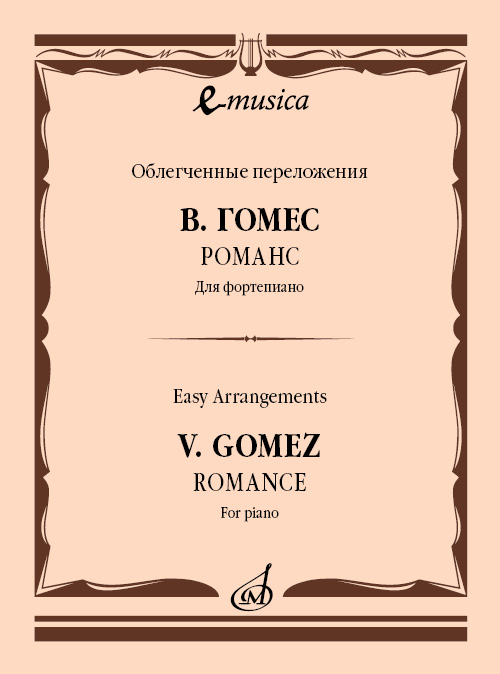 e-musica
Облегченные переложения
В. ГОМЕС
РОМАНС
Для фортепиано
Easy Arrangements
V. GOMEZ
ROMANCE
For piano